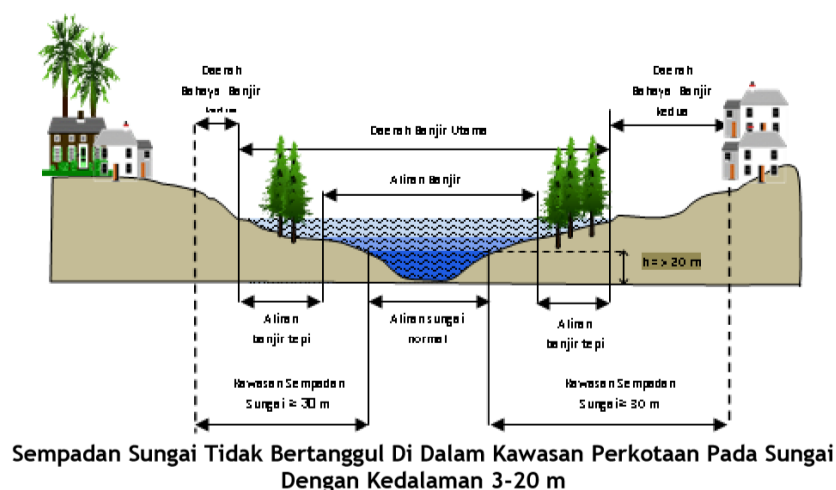 Daerah
Bahaya Banjir
kedua
Daerah
Bahaya Banjir
kedua
Daerah Banjir Utama
Aliran Banjir
h = > 20 m
Aliran
banjir tepi
Aliran sungai
normal
Aliran
banjir tepi
Kawasan Sempadan
Sungai ≥ 30 m
Kawasan Sempadan
Sungai ≥ 30 m
Sempadan Sungai Tidak Bertanggul Di Dalam Kawasan Perkotaan Pada Sungai
Dengan Kedalaman 3-20 m